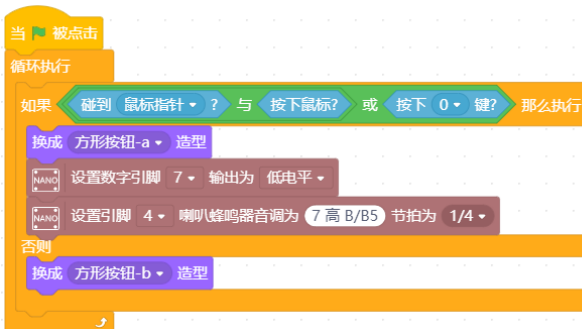 当 被点击
循环执行
如果 碰到 鼠标指针 ? 与 按下鼠标? 或 按下 0 键? 那么执行
换成 方形按钮-a 造型
NANO 设置数字引脚 7 输出为 低电平
NANO 设置引脚 4 喇叭蜂鸣器音调为 7 高 B/B5 节拍为 1/4
否则
换成 方形按钮-b 造型